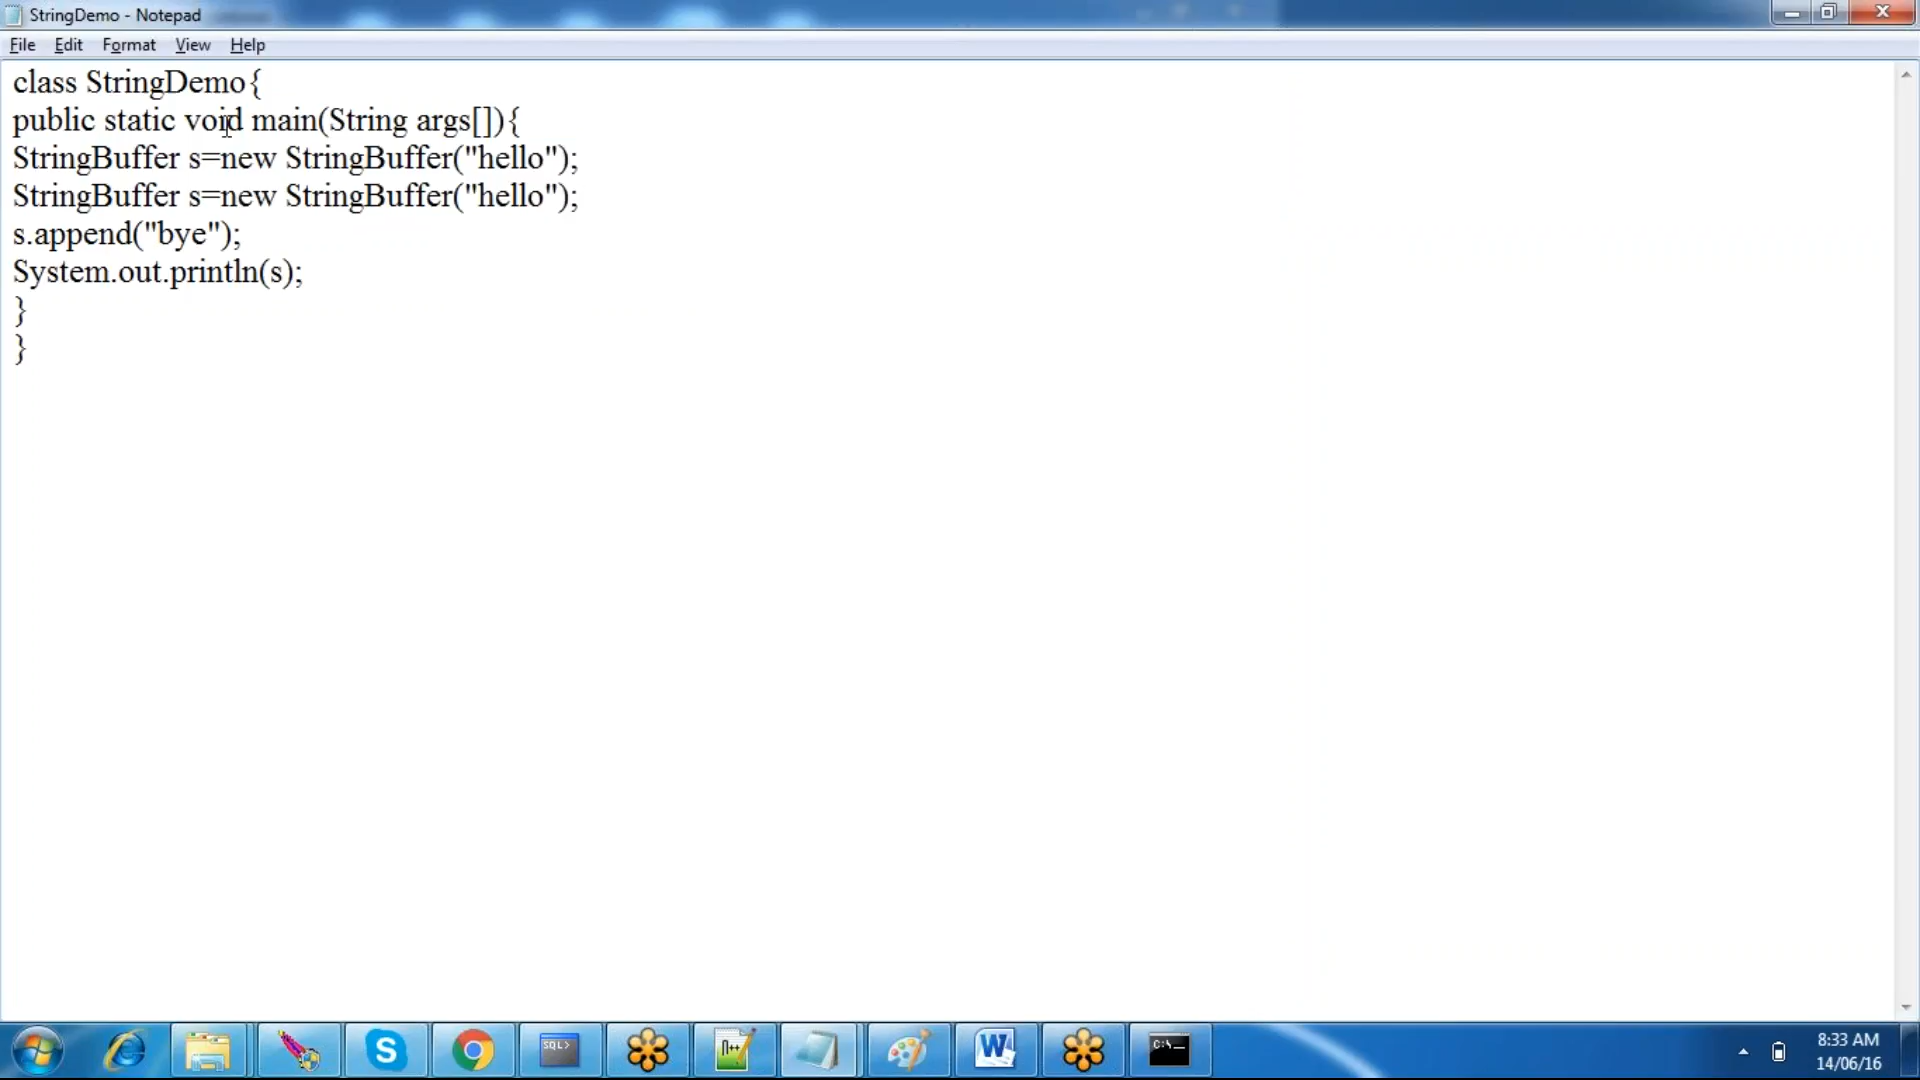 StringDemo - Notepad
File Edit Format View Help
class StringDemo{
public static void main(String args[]){
StringBuffer s=new StringBuffer("hello");
StringBuffer s=new StringBuffer("hello");
s.append("bye");
System.out.println(s);
}
}
SQL>
C:\_
8:33 AM
14/06/16